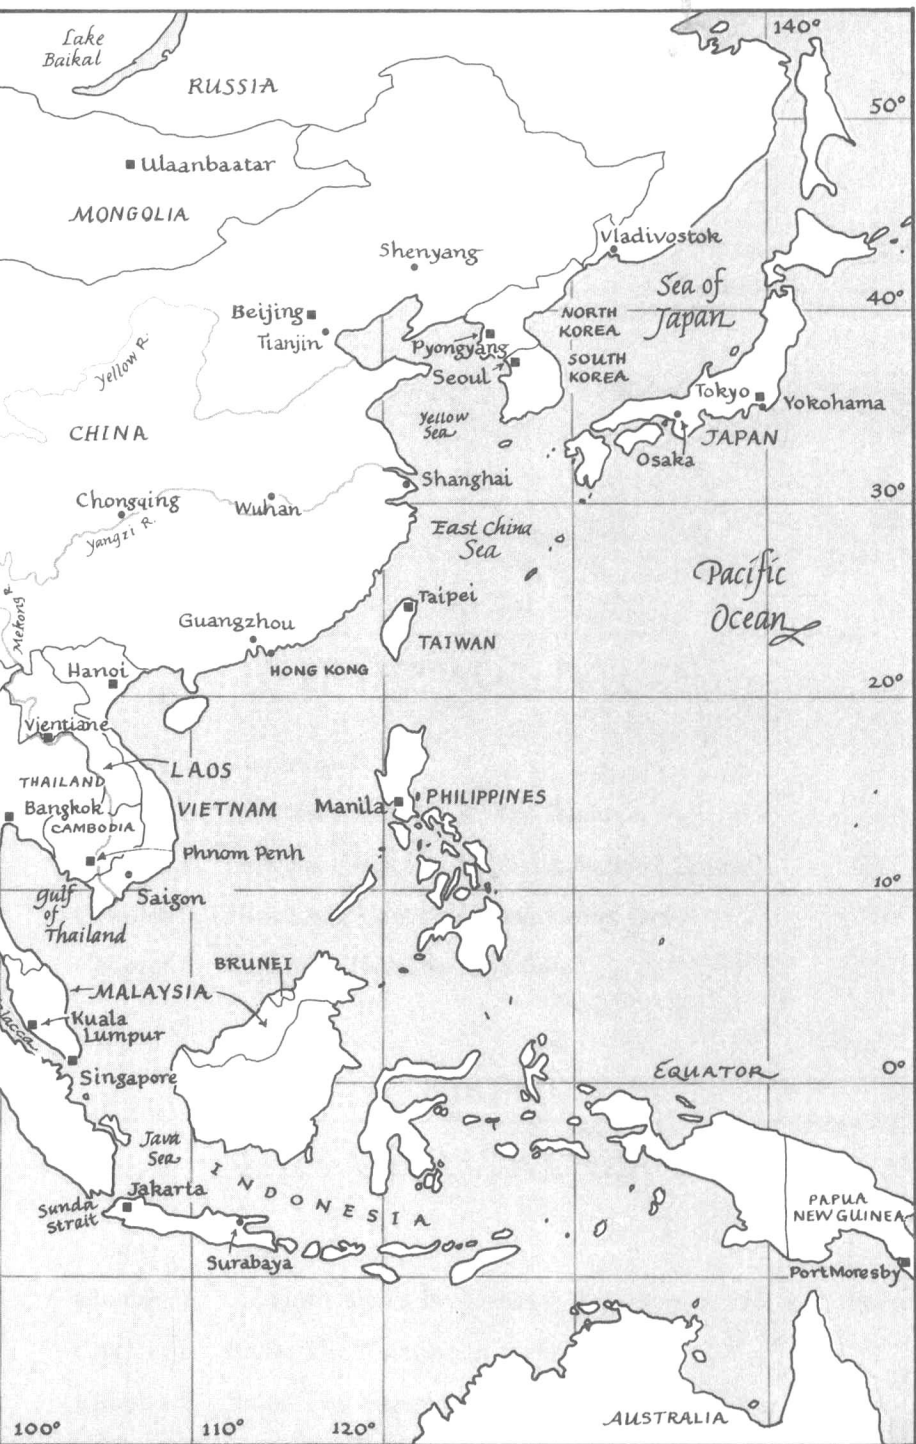 Lake
Baikal
140°
RUSSIA
50°
Ulaanbaatar
MONGOLIA
Vladivostok
Shenyang
Sea of
Japan
40°
Beijing
Tianjin
NORTH
KOREA
Pyongyang
Seoul
SOUTH
KOREA
Yellow R.
Tokyo
Yokohama
Yellow
Sea
CHINA
JAPAN
Osaka
Shanghai
Chongqing
Wuhan
30°
Yangzi R.
East China
Sea
Pacific
Ocean
Mekong R.
Taipei
TAIWAN
Guangzhou
HONG KONG
Hanoi
20°
Vientiane
LAOS
THAILAND
Bangkok
CAMBODIA
VIETNAM
Manila
PHILIPPINES
Phnom Penh
10°
Gulf
of
Thailand
Saigon
BRUNEI
MALAYSIA
lacca
Kuala
Lumpur
Singapore
EQUATOR
0°
Java
Sea
INDONESIA
Sunda
Strait
Jakarta
Surabaya
PAPUA
NEW GUINEA
Port Moresby
AUSTRALIA
100°
110°
120°